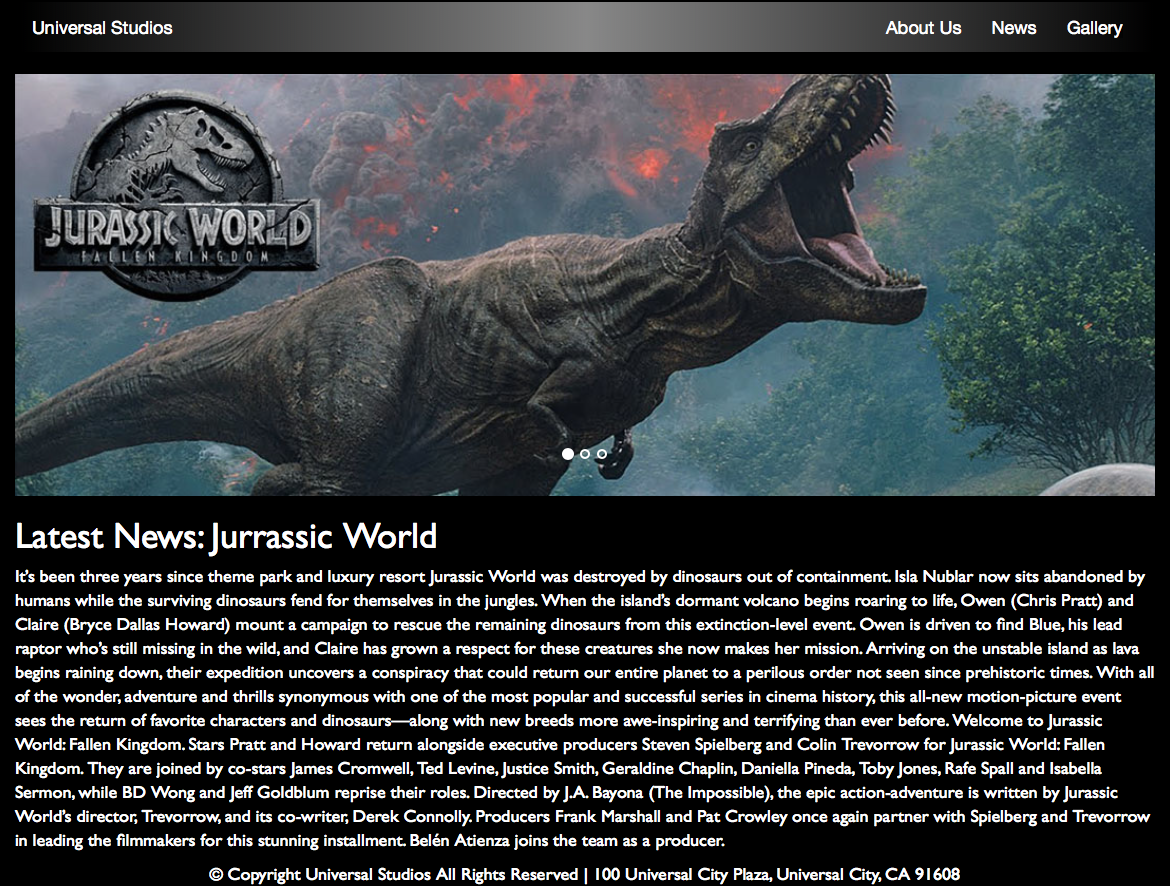 Universal Studios
About Us News Gallery
JURASSIC WORLD
FALLEN KINGDOM
Latest News: Jurrassic World
It's been three years since theme park and luxury resort Jurassic World was destroyed by dinosaurs out of containment. Isla Nublar now sits abandoned by
humans while the surviving dinosaurs fend for themselves in the jungles. When the island's dormant volcano begins roaring to life, Owen (Chris Pratt) and
Claire (Bryce Dallas Howard) mount a campaign to rescue the remaining dinosaurs from this extinction-level event. Owen is driven to find Blue, his lead
raptor who's still missing in the wild, and Claire has grown a respect for these creatures she now makes her mission. Arriving on the unstable island as lava
begins raining down, their expedition uncovers a conspiracy that could return our entire planet to a perilous order not seen since prehistoric times. With all
of the wonder, adventure and thrills synonymous with one of the most popular and successful series in cinema history, this all-new motion-picture event
sees the return of favorite characters and dinosaurs—along with new breeds more awe-inspiring and terrifying than ever before. Welcome to Jurassic
World: Fallen Kingdom. Stars Pratt and Howard return alongside executive producers Steven Spielberg and Colin Trevorrow for Jurassic World: Fallen
Kingdom. They are joined by co-stars James Cromwell, Ted Levine, Justice Smith, Geraldine Chaplin, Daniella Pineda, Toby Jones, Rafe Spall and Isabella
Sermon, while BD Wong and Jeff Goldblum reprise their roles. Directed by J.A. Bayona (The Impossible), the epic action-adventure is written by Jurassic
World's director, Trevorrow, and its co-writer, Derek Connolly. Producers Frank Marshall and Pat Crowley once again partner with Spielberg and Trevorrow
in leading the filmmakers for this stunning installment. Belén Atienza joins the team as a producer.
© Copyright Universal Studios All Rights Reserved | 100 Universal City Plaza, Universal City, CA 91608